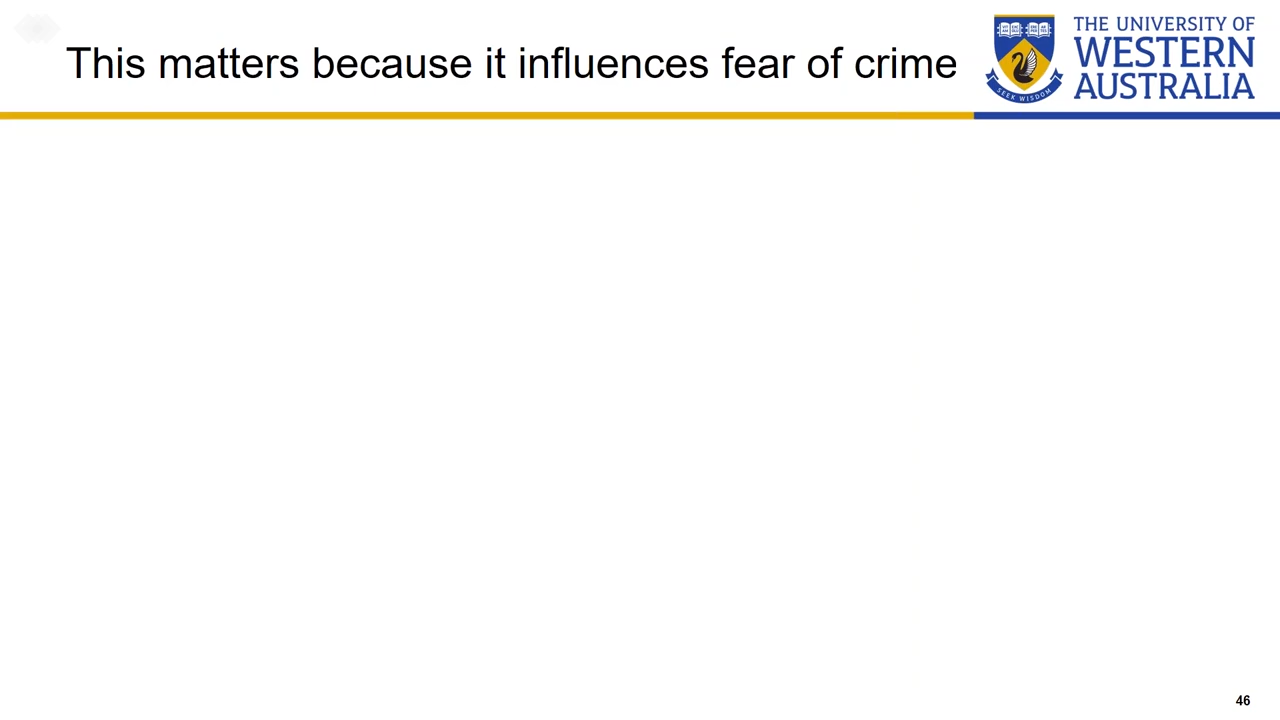 This matters because it influences fear of crime
THE UNIVERSITY OF
WESTERN
AUSTRALIA
SEEK WISDOM
46